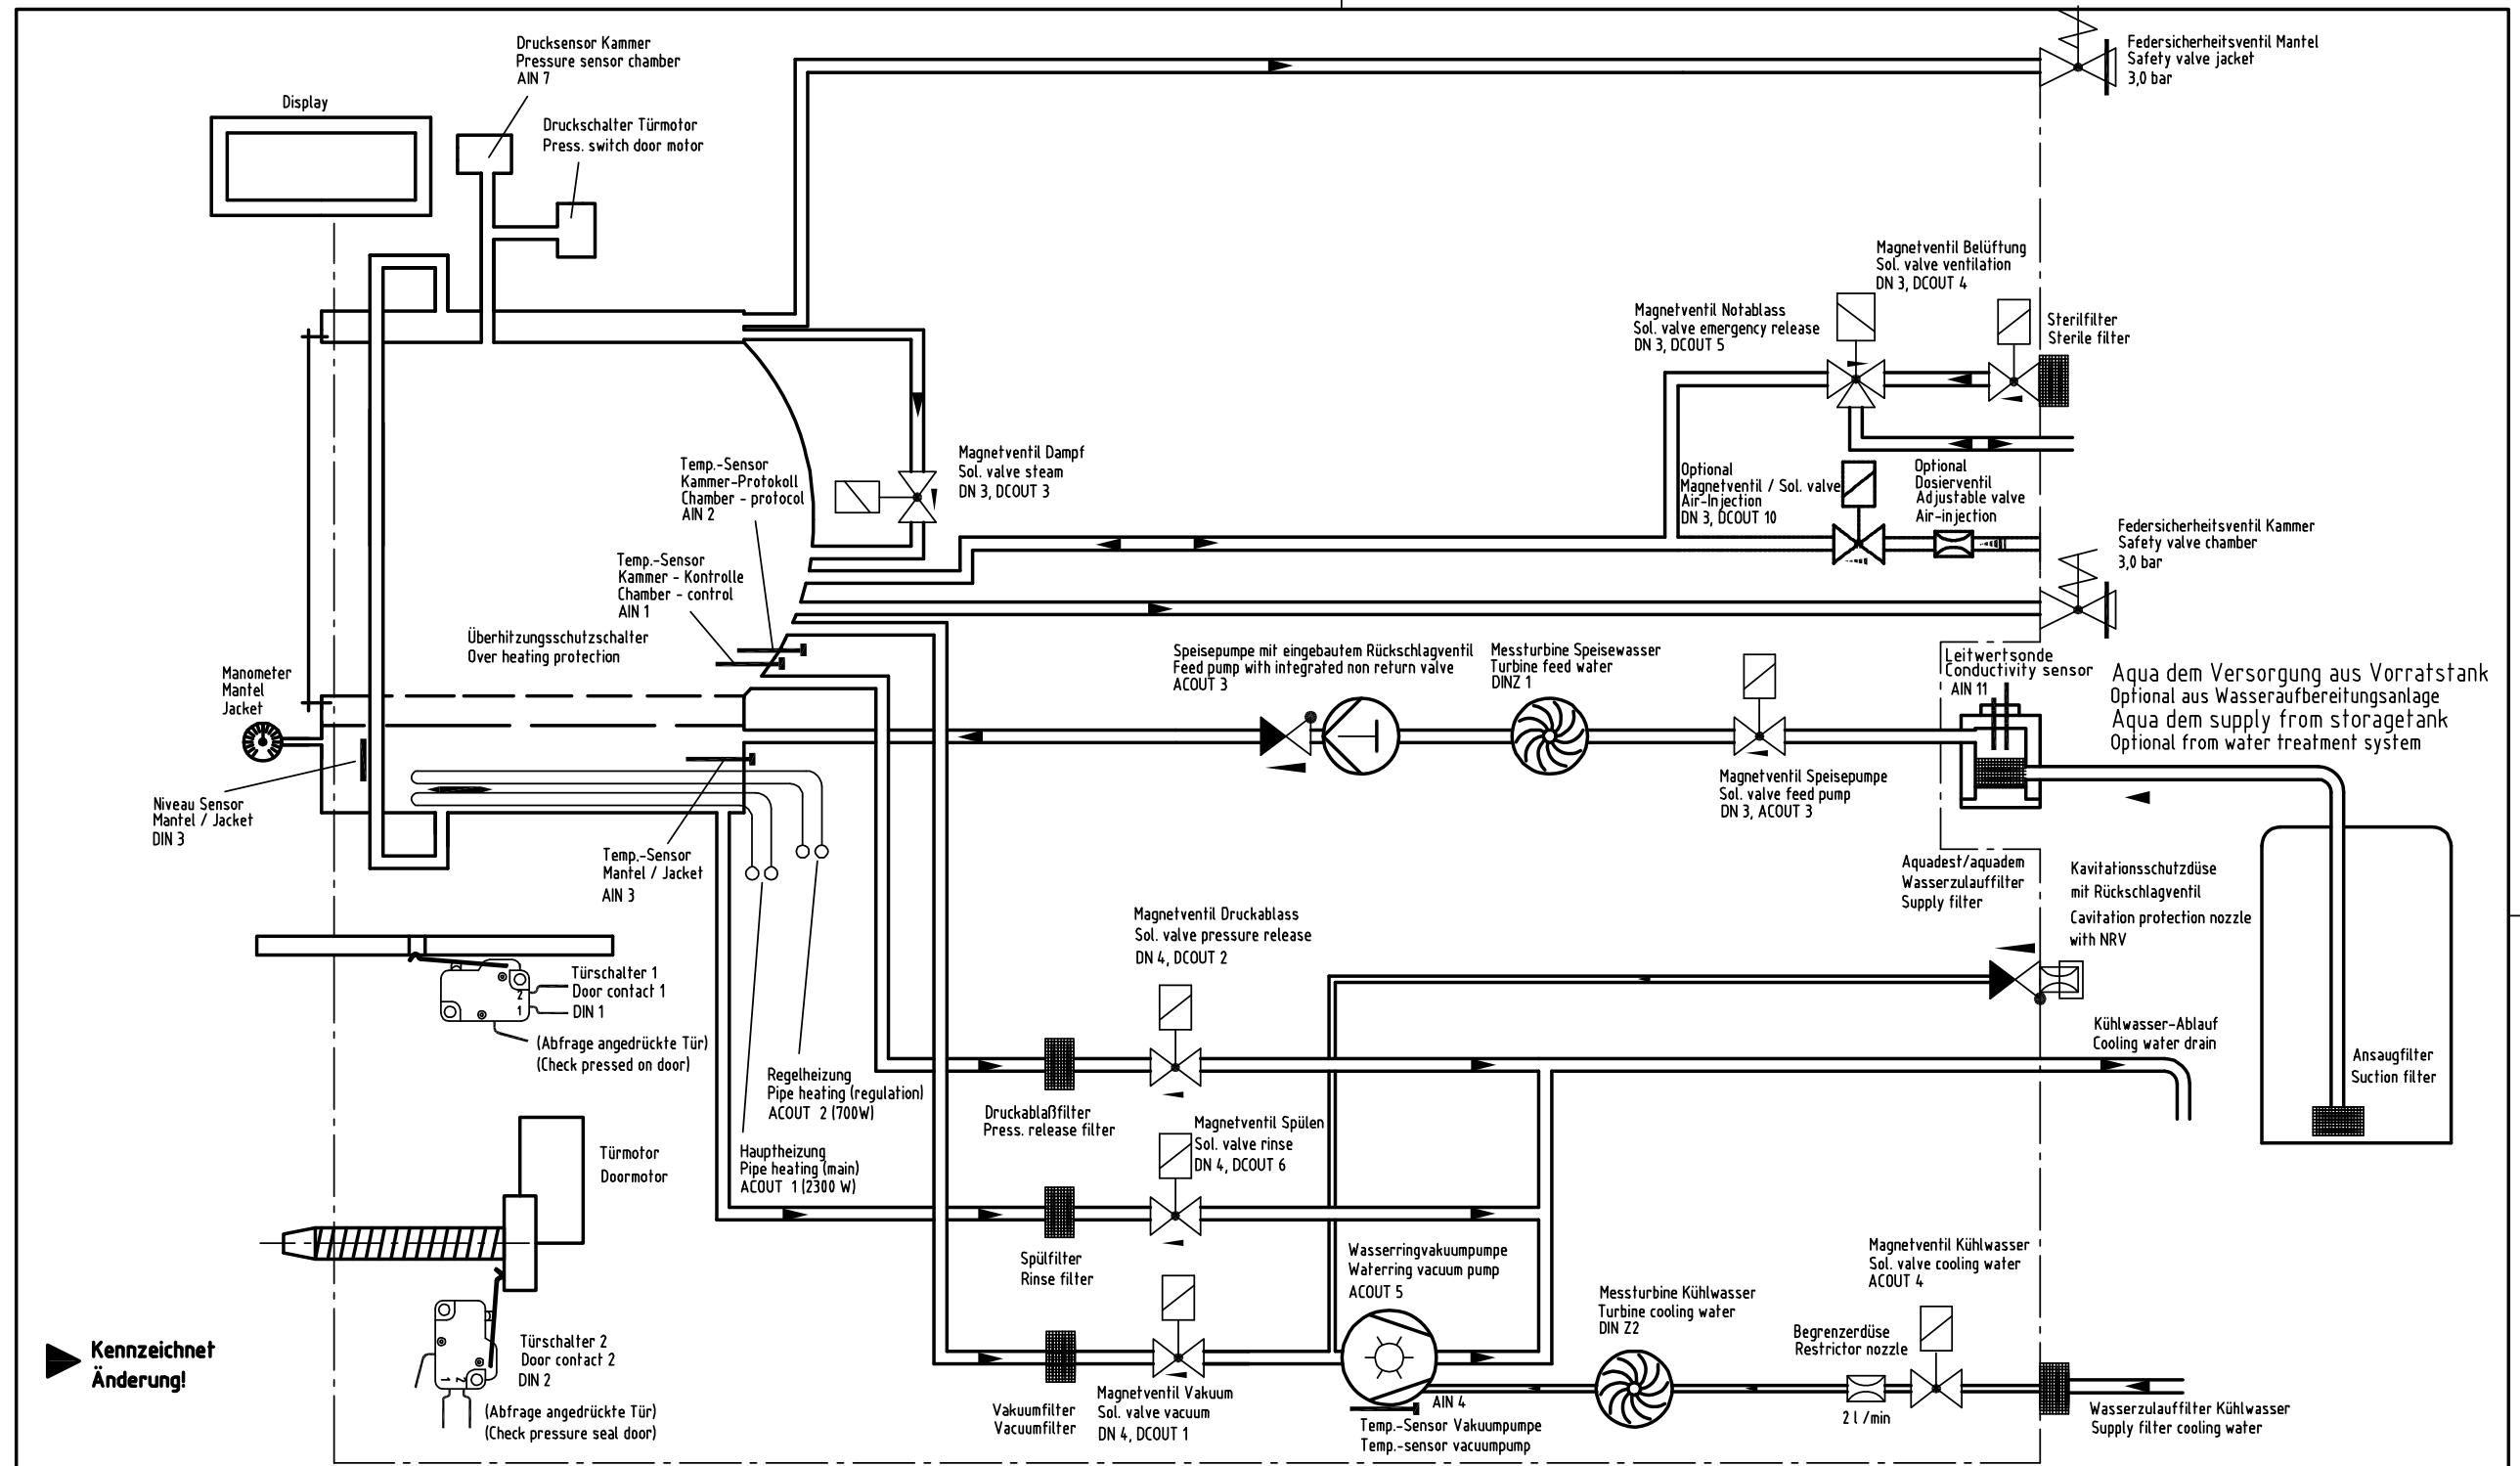 Drucksensor Kammer
Pressure sensor chamber
AIN 7
Display
Druckschalter Türmotor
Press. switch door motor
Federsicherheitsventil Mantel
Safety valve jacket
3,0 bar
Magnetventil Belüftung
Sol. valve ventilation
DN 3, DCOUT 4
Magnetventil Notablass
Sol. valve emergency release
DN 3, DCOUT 5
Sterilfilter
Sterile filter
Magnetventil Dampf
Sol. valve steam
DN 3, DCOUT 3
Temp.-Sensor
Kammer-Protokoll
Chamber - protocol
AIN 2
Optional
Magnetventil / Sol. valve
Air-Injection
DN 3, DCOUT 10
Optional
Dosierventil
Adjustable valve
Air-injection
Federsicherheitsventil Kammer
Safety valve chamber
3,0 bar
Temp.-Sensor
Kammer - Kontrolle
Chamber - control
AIN 1
Überhitzungsschutzschalter
Over heating protection
Manometer
Mantel
Jacket
Speisepumpe mit eingebautem Rückschlagventil
Feed pump with integrated non return valve
ACOUT 3
Messturbine Speisewasser
Turbine feed water
DINZ 1
Leitwertsonde
Conductivity sensor
AIN 11
Aqua dem Versorgung aus Vorratstank
Optional aus Wasseraufbereitungsanlage
Aqua dem supply from storagetank
Optional from water treatment system
Magnetventil Speisepumpe
Sol. valve feed pump
DN 3, ACOUT 3
Niveau Sensor
Mantel / Jacket
DIN 3
Temp.-Sensor
Mantel / Jacket
AIN 3
Aquadest/aquadem
Wasserzulauffilter
Supply filter
Kavitationsschutzdüse
mit Rückschlagventil
Cavitation protection nozzle
with NRV
Magnetventil Druckablass
Sol. valve pressure release
DN 4, DCOUT 2
Türschalter 1
Door contact 1
DIN 1
2
1
(Abfrage angedrückte Tür)
(Check pressed on door)
Kühlwasser-Ablauf
Cooling water drain
Ansaugfilter
Suction filter
Regelheizung
Pipe heating (regulation)
ACOUT 2 (700W)
Druckablaßfilter
Press. release filter
Magnetventil Spülen
Sol. valve rinse
DN 4, DCOUT 6
Hauptheizung
Pipe heating (main)
ACOUT 1 (2300 W)
Türmotor
Doormotor
Spülfilter
Rinse filter
Wasserringvakuumpumpe
Waterring vacuum pump
ACOUT 5
Magnetventil Kühlwasser
Sol. valve cooling water
ACOUT 4
Messturbine Kühlwasser
Turbine cooling water
DIN Z2
Begrenzerdüse
Restrictor nozzle
2 l /min
Kennzeichnet
Änderung!
Türschalter 2
Door contact 2
DIN 2
1
2
(Abfrage angedrückte Tür)
(Check pressure seal door)
Vakuumfilter
Vacuumfilter
Magnetventil Vakuum
Sol. valve vacuum
DN 4, DCOUT 1
AIN 4
Temp.-Sensor Vakuumpumpe
Temp.-sensor vacuumpump
Wasserzulauffilter Kühlwasser
Supply filter cooling water